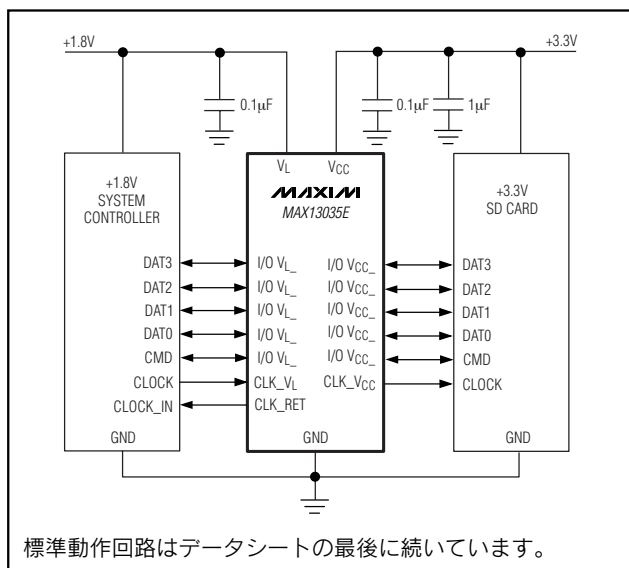 +1.8V
+3.3V
0.1µF
0.1µF
1µF
+1.8V
SYSTEM
CONTROLLER
DAT3
DAT2
DAT1
DAT0
CMD
CLOCK
CLOCK_IN
GND
VL
VCC
MAXIM
MAX13035E
I/O VL_
I/O VL_
I/O VL_
I/O VL_
I/O VL_
CLK_VL
CLK_RET
I/O VCC_
I/O VCC_
I/O VCC_
I/O VCC_
I/O VCC_
CLK_VCC
GND
+3.3V
SD CARD
DAT3
DAT2
DAT1
DAT0
CMD
CLOCK
GND
標準動作回路はデータシートの最後に続いています。